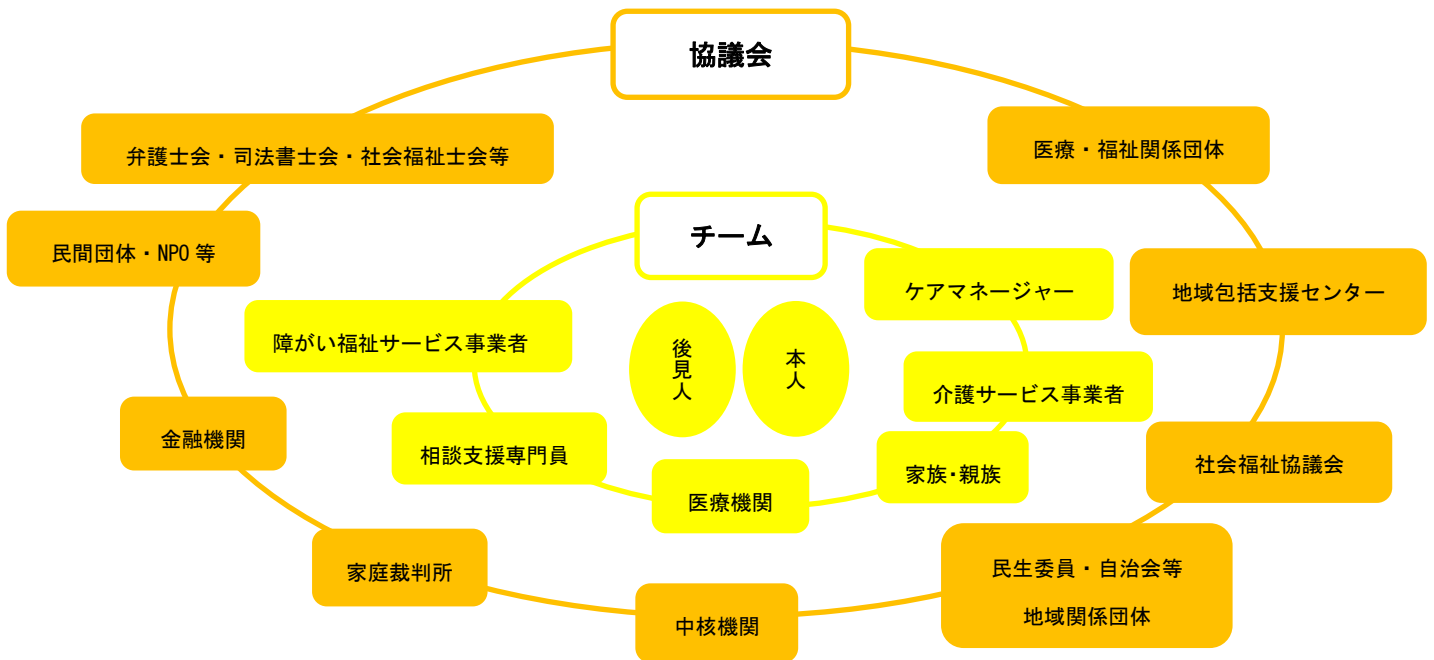 協議会
弁護士会・司法書士会・社会福祉士会等
医療・福祉関係団体
民間団体・NPO 等
チーム
ケアマネージャー
地域包括支援センター
障がい福祉サービス事業者
後見人
本人
介護サービス事業者
金融機関
相談支援専門員
家族・親族
社会福祉協議会
医療機関
家庭裁判所
民生委員・自治会等
地域関係団体
中核機関